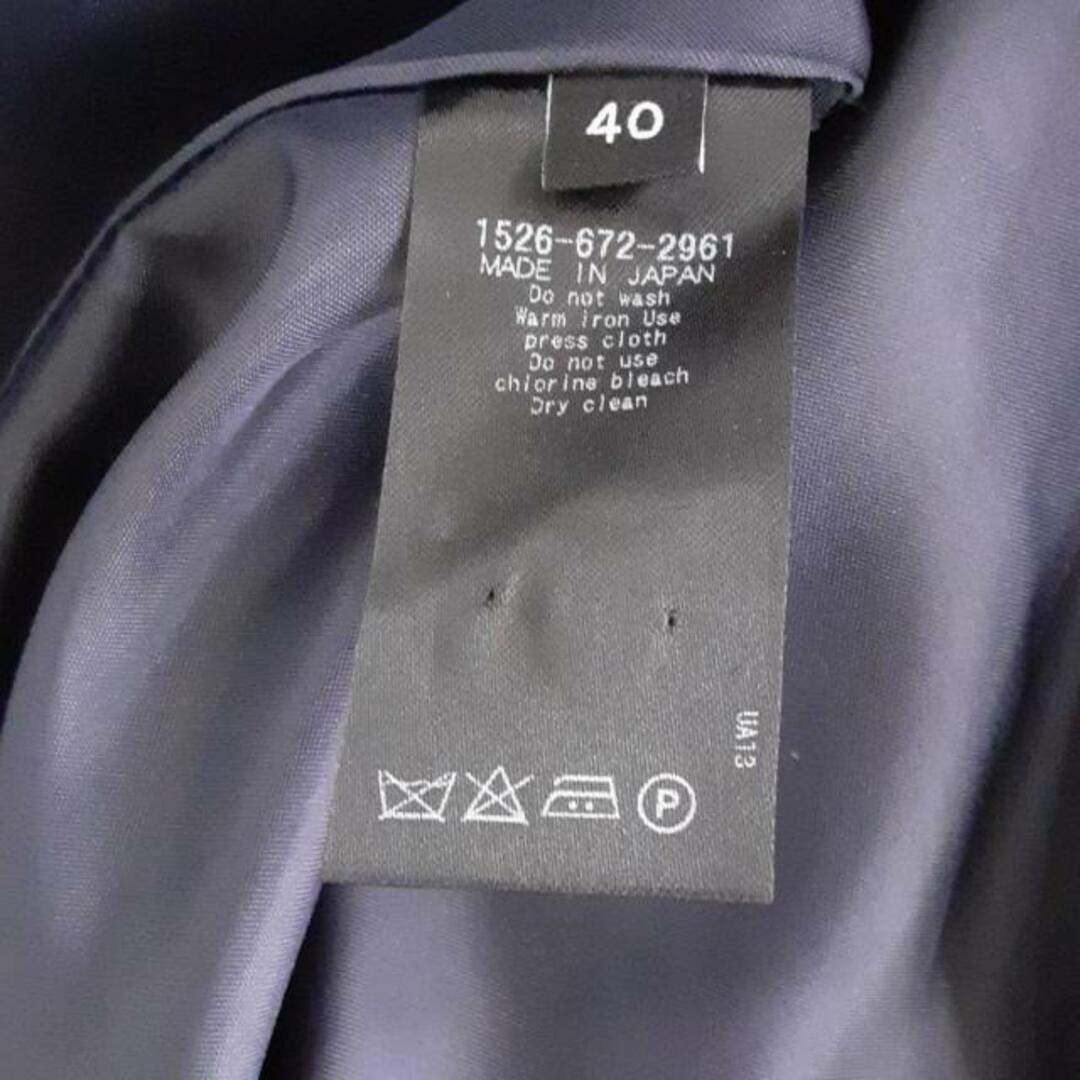 40
1526-672-2961
MADE IN JAPAN
Do not wash
Warm iron Use
press cloth
Do not use
chlorine bleach
Dry clean
UA13
P